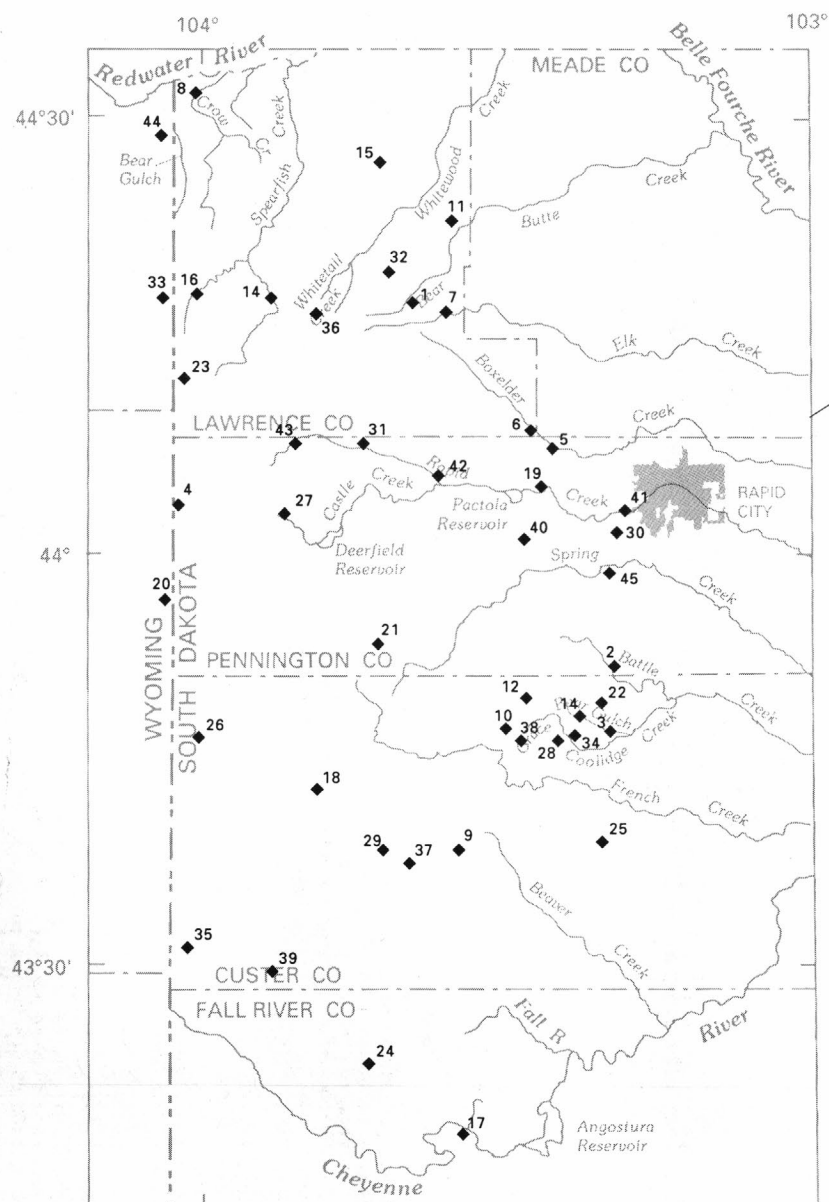 104°
103°
Redwater River
MEADE CO
Belle Fourche River
8
Crow
Cr
Creek
Creek
44°30'
44
Bear
Gulch
15
Spearfish
Whitewood
Creek
11
Butte
32
33
16
14
Whitetail
Creek
1
Bear
7
36
Elk
Creek
23
Boxelder
LAWRENCE CO
43
31
6
5
Creek
42
Rapid
19
4
27
Castle
Creek
Pactola
Reservoir
Creek
41
RAPID
CITY
40
30
44°
Deerfield
Reservoir
Spring
45
Creek
20
21
WYOMING
SOUTH DAKOTA
PENNINGTON CO
2
Battle
12
22
14
Bear Gulch
3
Creek
10
38
Grace
28
34
Coolidge
Creek
26
French
Creek
18
29
37
9
25
Beaver
Creek
35
39
43°30'
CUSTER CO
FALL RIVER CO
Fall R
River
24
17
Angostura
Reservoir
Cheyenne